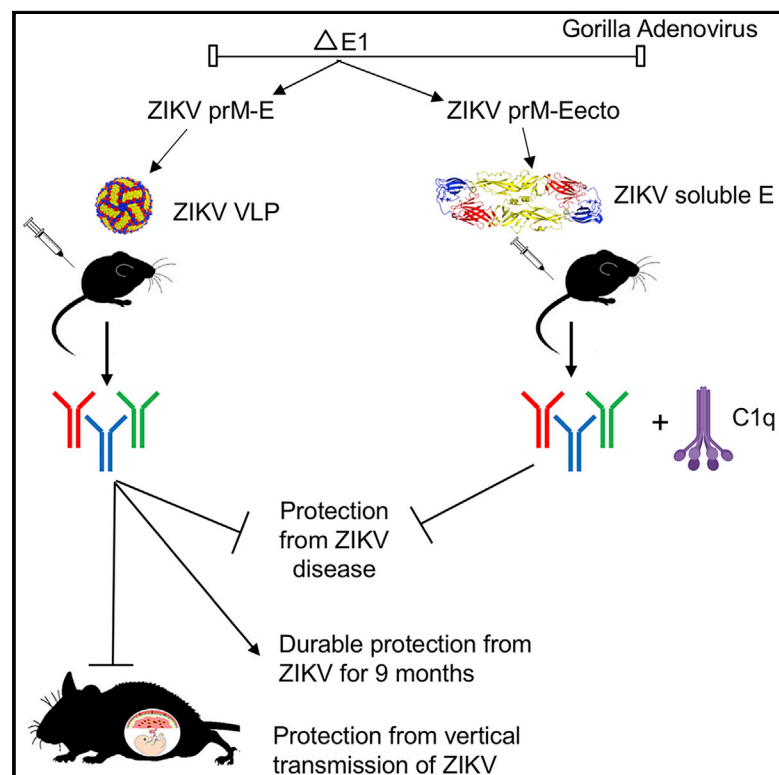 Gorilla Adenovirus
△E1
ZIKV prM-E
ZIKV prM-Eecto
ZIKV VLP
ZIKV soluble E
+
C1q
Protection
from ZIKV
disease
Durable protection from
ZIKV for 9 months
Protection from vertical
transmission of ZIKV